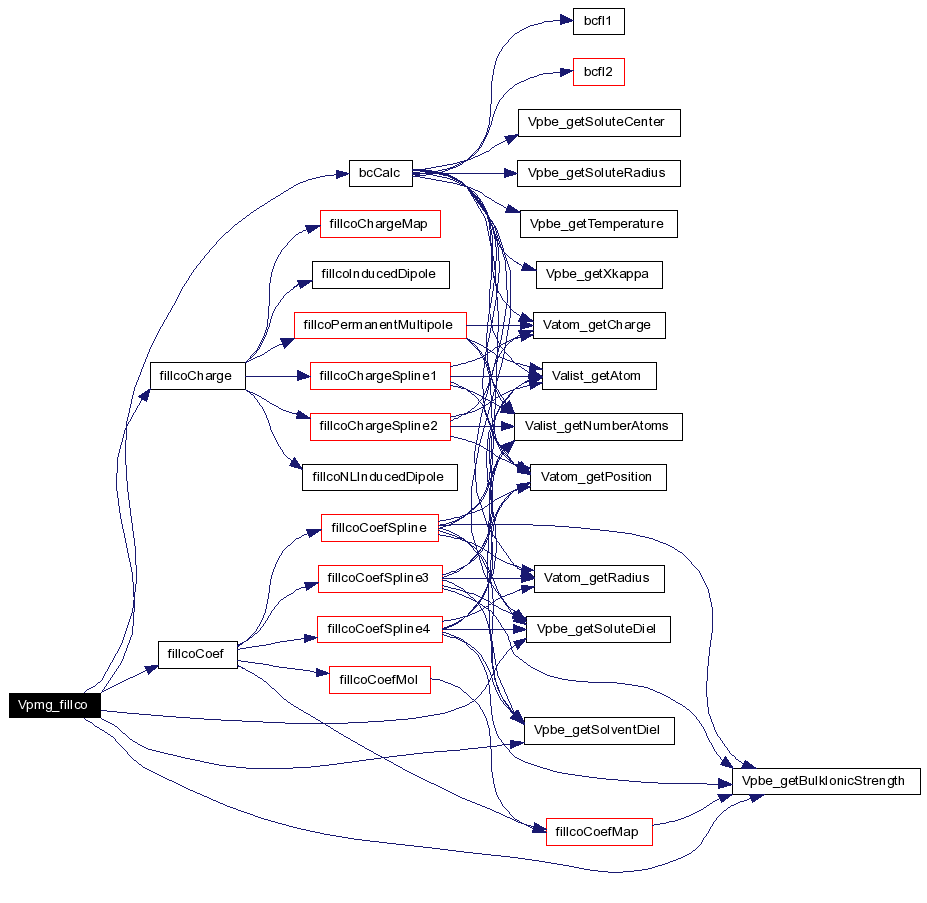 bcfl1
bcfl2
Vpbe_getSoluteCenter
bcCalc
Vpbe_getSoluteRadius
fillcoChargeMap
Vpbe_getTemperature
fillcoInducedDipole
Vpbe_getXkappa
fillcoPermanentMultipole
Vatom_getCharge
fillcoCharge
fillcoChargeSpline1
Valist_getAtom
fillcoChargeSpline2
Valist_getNumberAtoms
fillcoNLInducedDipole
Vatom_getPosition
fillcoCoefSpline
fillcoCoefSpline3
Vatom_getRadius
fillcoCoefSpline4
Vpbe_getSoluteDiel
fillcoCoef
fillcoCoefMol
Vpmg_fillco
Vpbe_getSolventDiel
Vpbe_getBulkIonicStrength
fillcoCoefMap